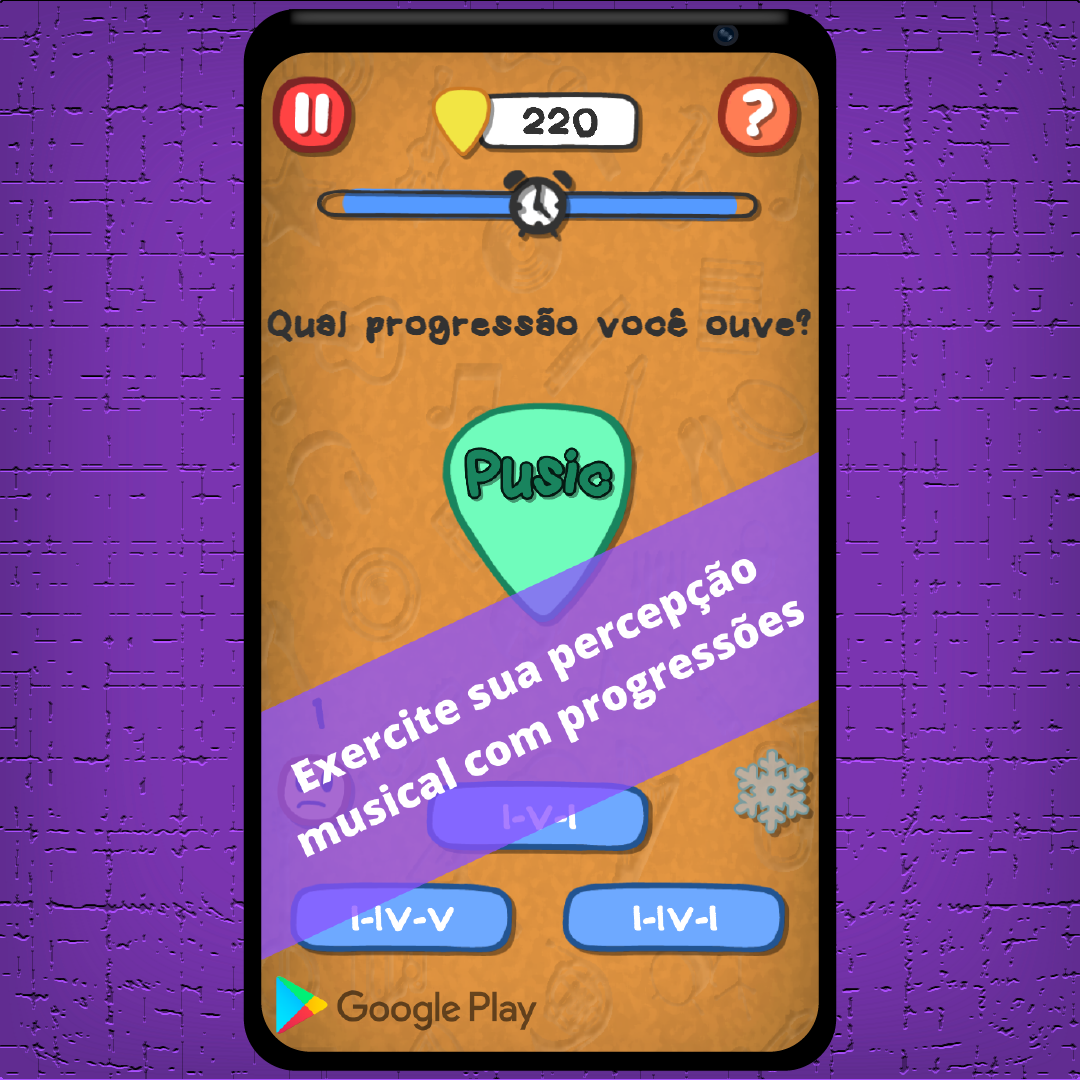 220
?
Qual progressão você ouve?
Pusic
Exercite sua percepção
musical com progressões
1
I-V-I
I-IV-V
I-IV-I
Google Play